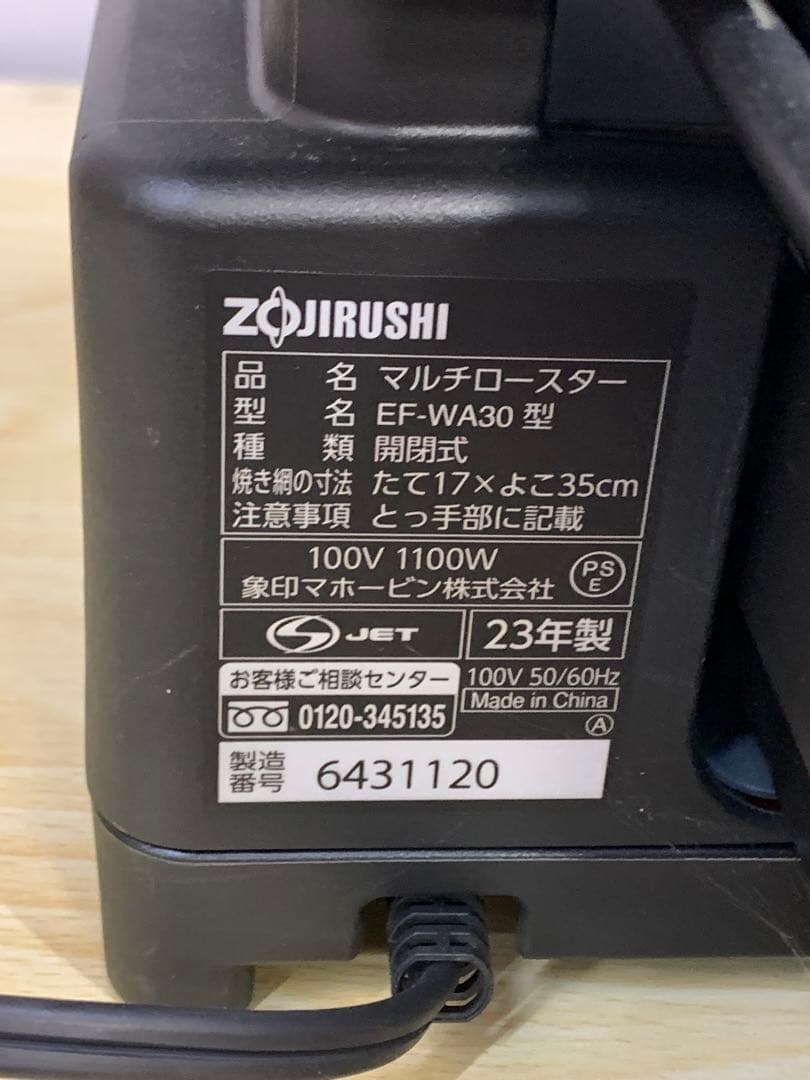 ZOJIRUSHI
品名 マルチロースター
型名 EF-WA30 型
種類 開閉式
焼き網の寸法 たて17×よこ35cm
注意事項 とっ手部に記載
100V 1100W
象印マホービン株式会社
PS
E
S JET
23年製
お客様ご相談センター
0120-345135
100V 50/60Hz
Made in China
A
製造
番号 6431120